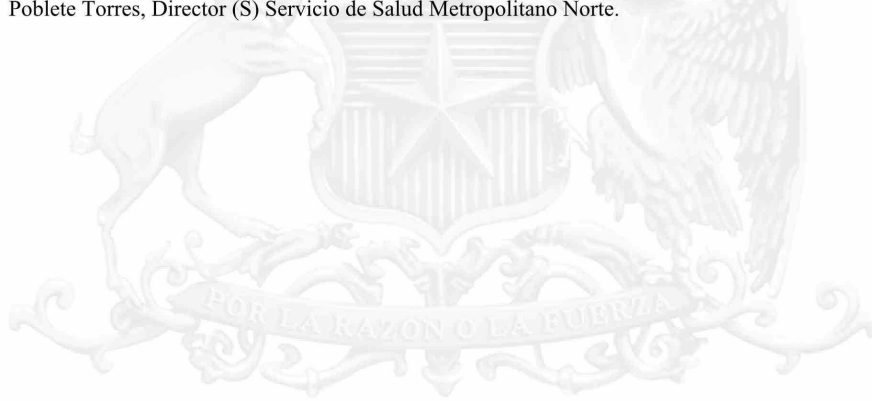 Poblete Torres, Director (S) Servicio de Salud Metropolitano Norte.
POR LA RAZON O LA FUERZA